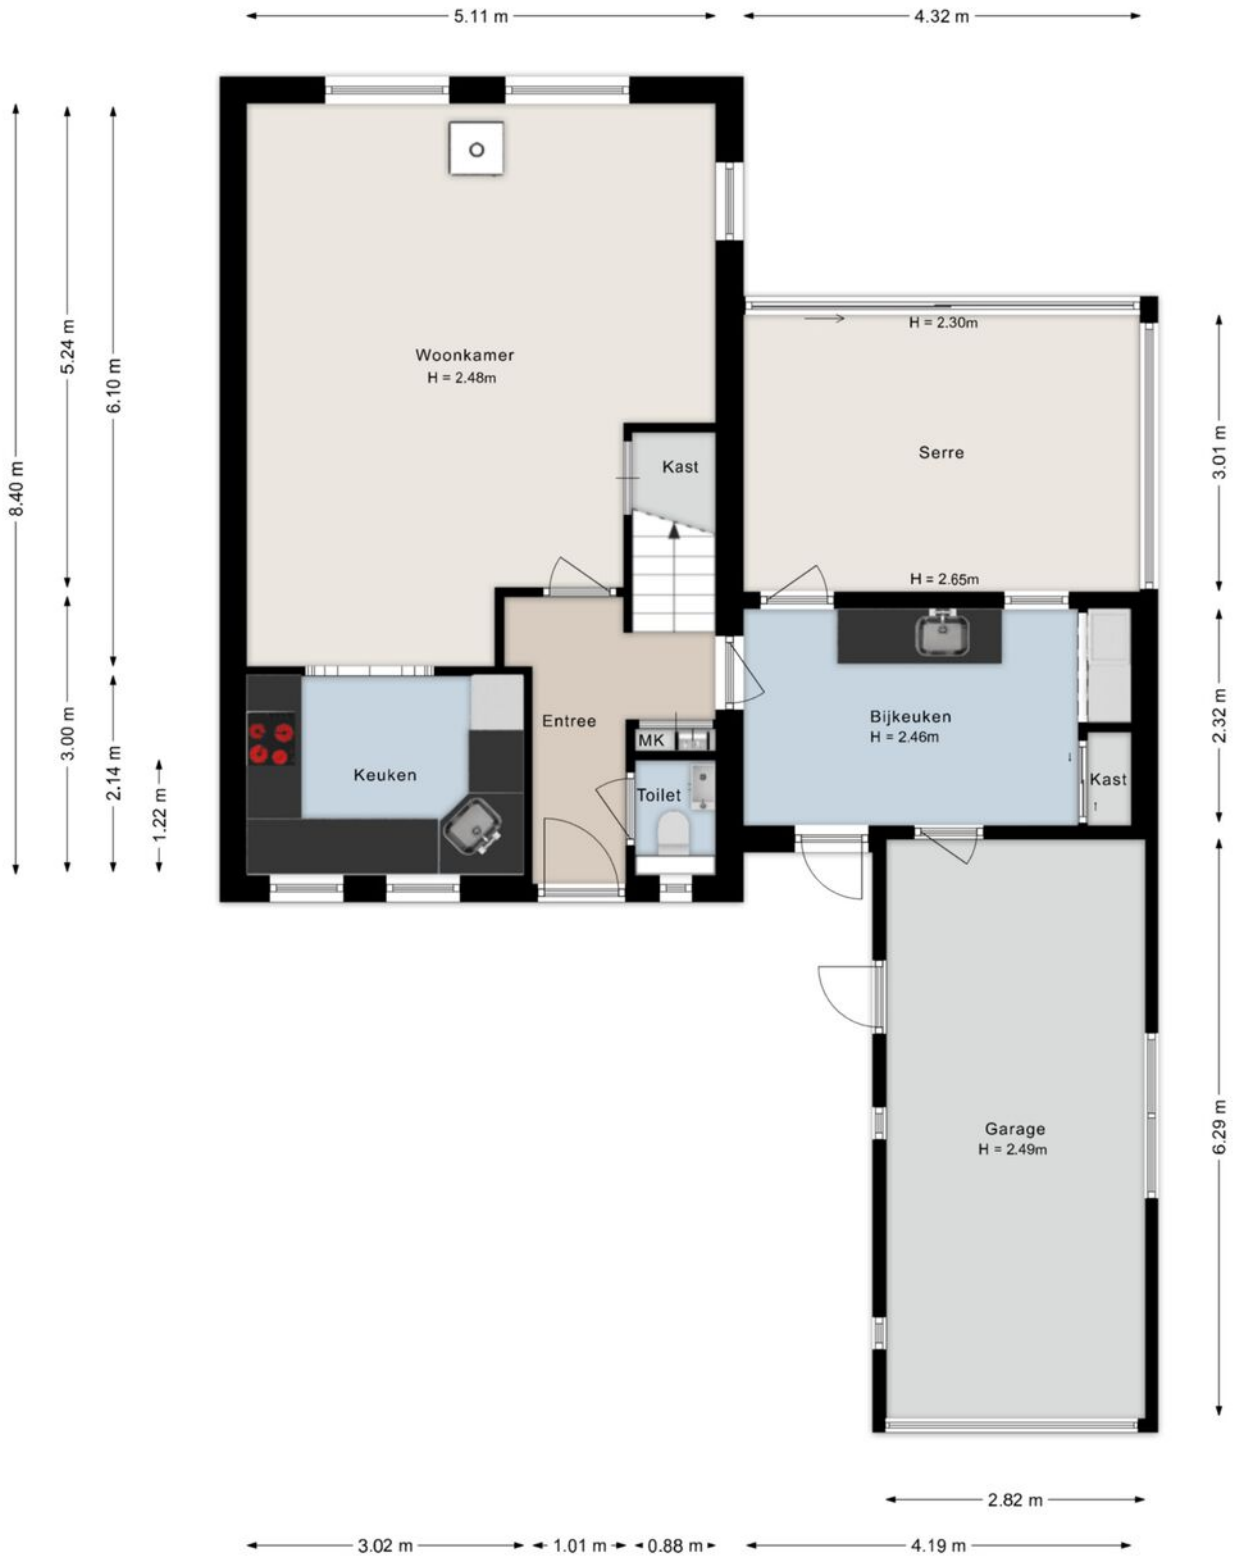 5.11 m
4.32 m
8.40 m
5.24 m
6.10 m
3.00 m
2.14 m
1.22 m
Woonkamer
H = 2.48m
H = 2.30m
Serre
H = 2.65m
3.01 m
Kast
Entree
MK
Toilet
Keuken
Bijkeuken
H = 2.46m
Kast
2.32 m
Garage
H = 2.49m
6.29 m
2.82 m
3.02 m
1.01 m
0.88 m
4.19 m